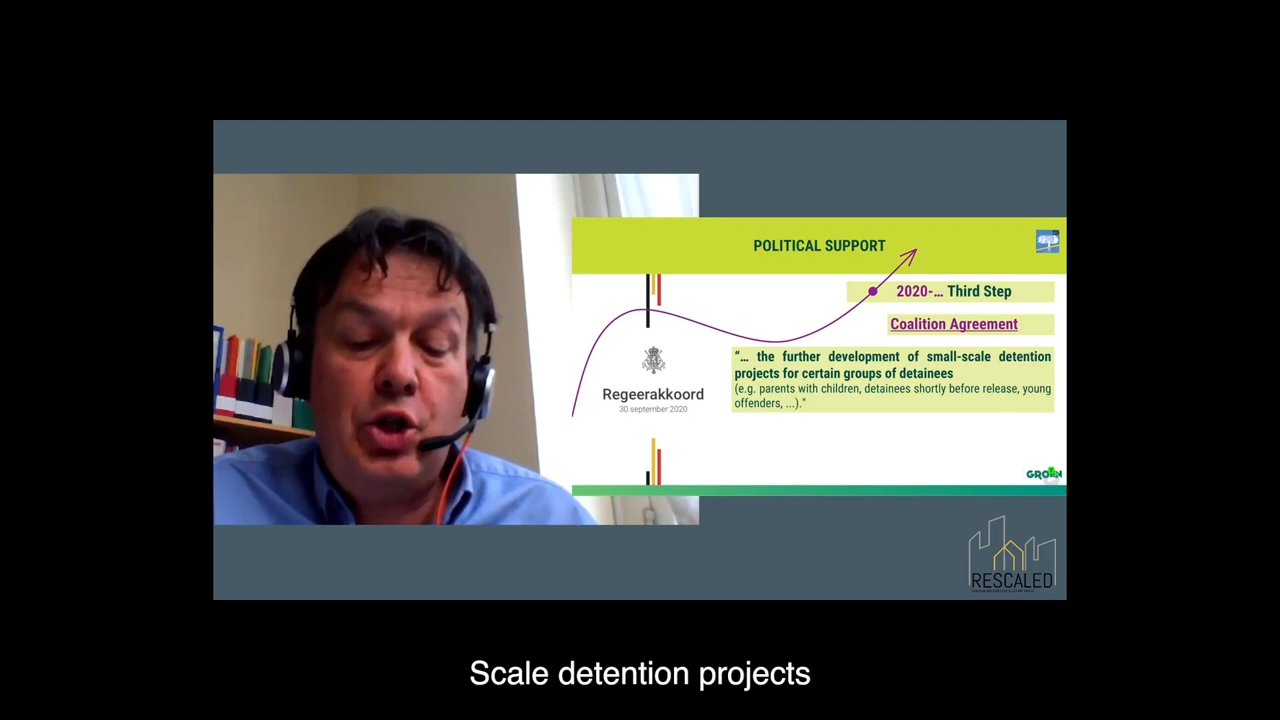 POLITICAL SUPPORT
2020-... Third Step
Coalition Agreement
“... the further development of small-scale detention
projects for certain groups of detainees
(e.g. parents with children, detainees shortly before release, young
offenders, ...)."
Regeerakkoord
30 september 2020
GROEN
RESCALED
Scale detention projects